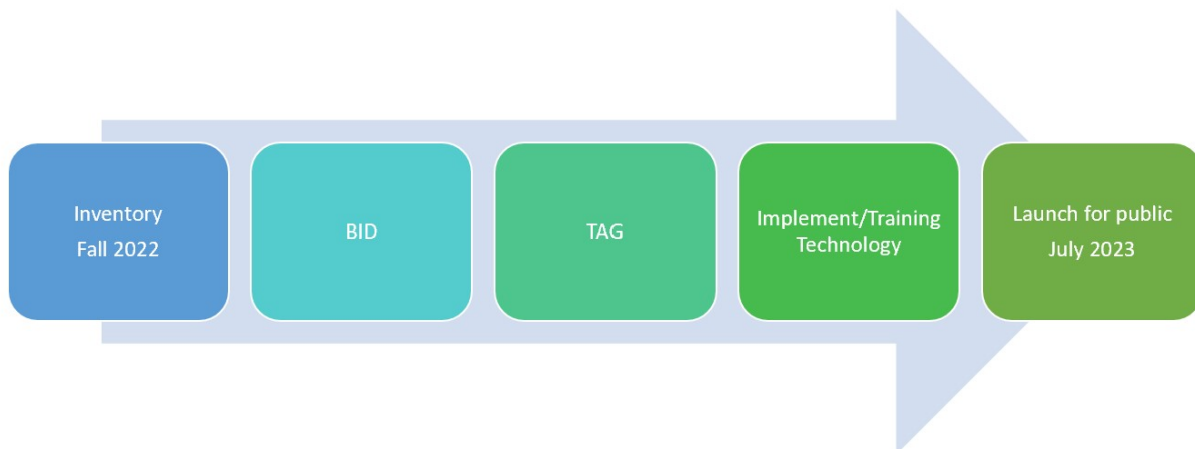 Inventory
Fall 2022
BID
TAG
Implement/Training
Technology
Launch for public
July 2023